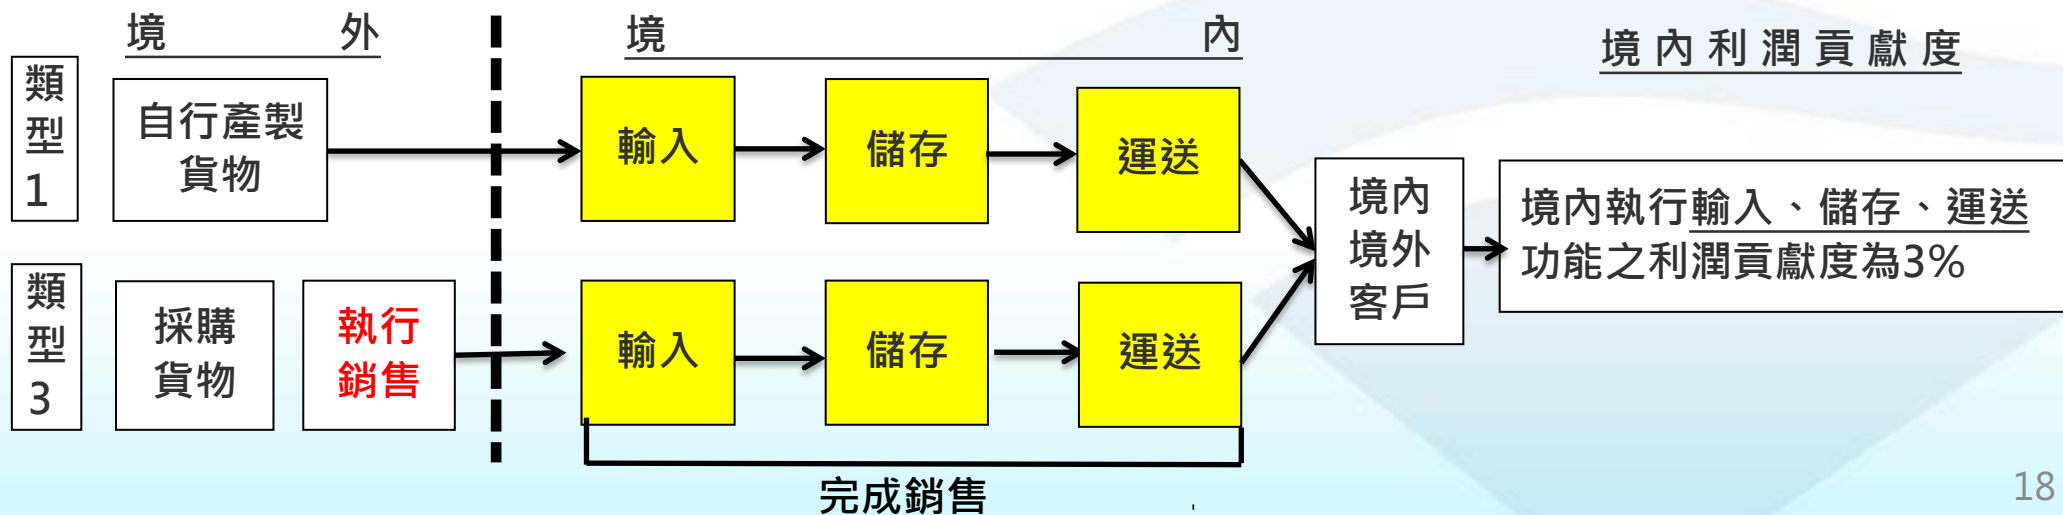 境外
境內
境內利潤貢獻度
類型1
自行產製
貨物
輸入
儲存
運送
境內
境外
客戶
境內執行輸入、儲存、運送
功能之利潤貢獻度為3%
類型3
採購
貨物
執行
銷售
輸入
儲存
運送
完成銷售
18